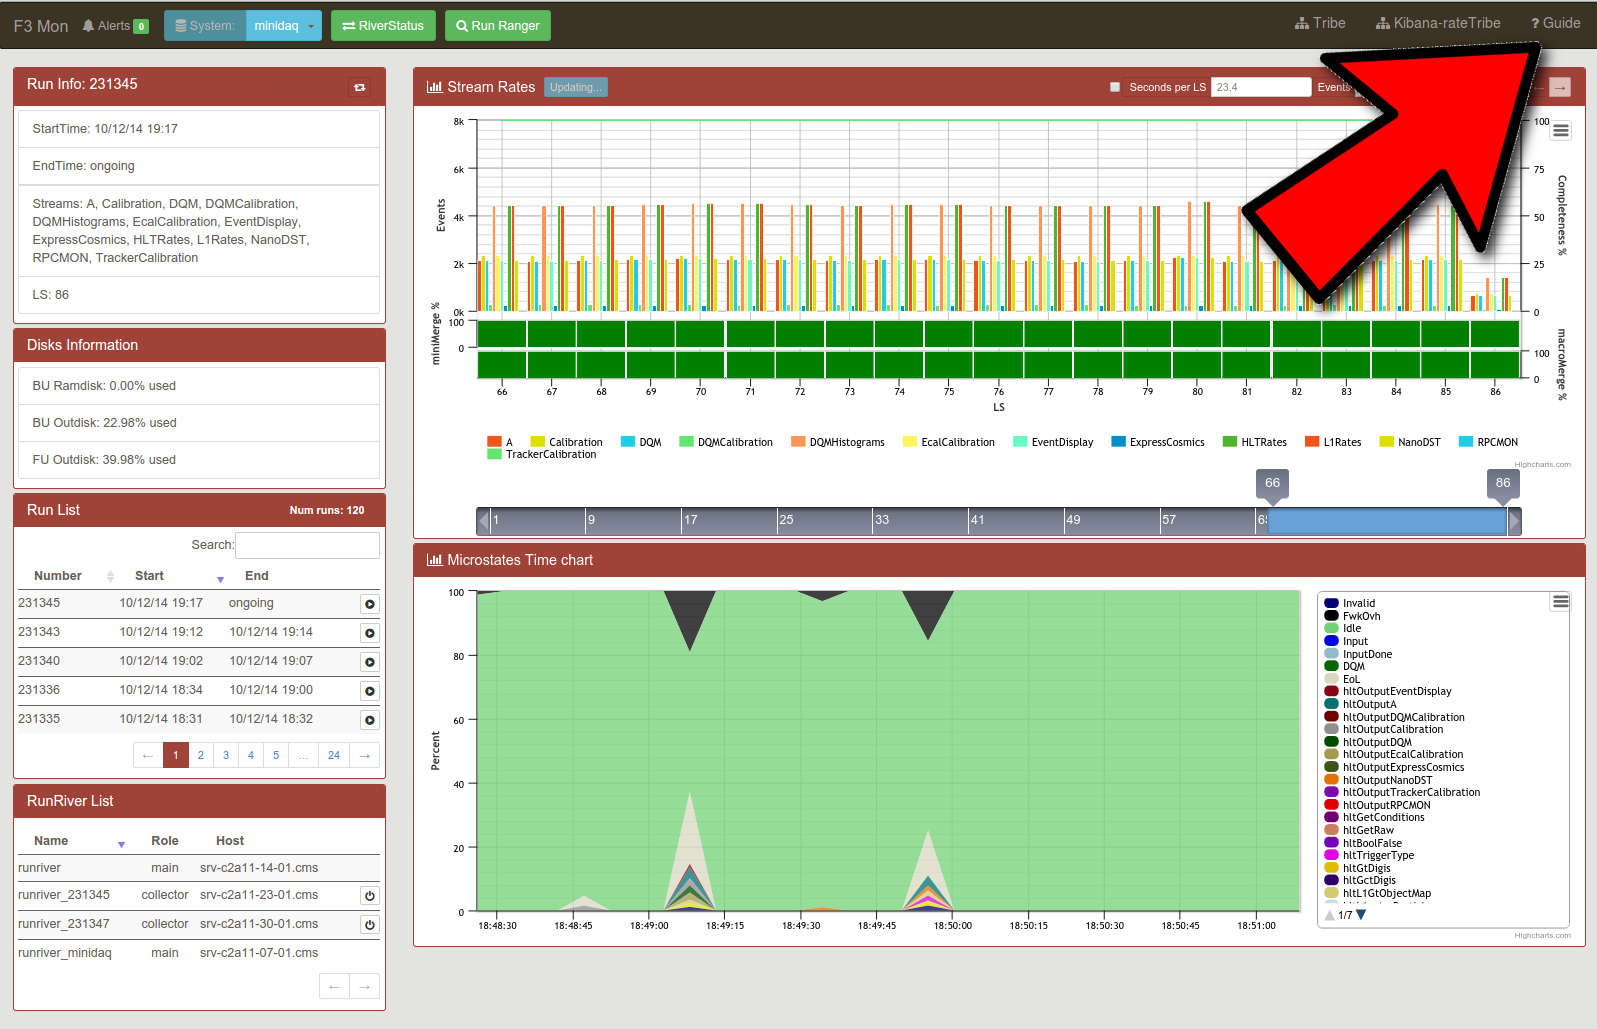 F3 Mon Alerts 0 System: minidaq RiverStatus Run Ranger Tribe Kibana-rateTribe ? Guide
Run Info: 231345
StartTime: 10/12/14 19:17
EndTime: ongoing
Streams: A, Calibration, DQM, DQMCalibration,
DQMHistograms, EcalCalibration, EventDisplay,
ExpressCosmics, HLTRates, L1Rates, NanoDST,
RPCMON, TrackerCalibration
LS: 86
Disks Information
BU Ramdisk: 0.00% used
BU Outdisk: 22.98% used
FU Outdisk: 39.98% used
Run List Num runs: 120
Search:
Number Start End
231345 10/12/14 19:17 ongoing
231343 10/12/14 19:12 10/12/14 19:14
231340 10/12/14 19:02 10/12/14 19:07
231336 10/12/14 18:34 10/12/14 19:00
231335 10/12/14 18:31 10/12/14 18:32
← 1 2 3 4 5 ... 24 →
RunRiver List
Name Role Host
runriver main srv-c2a11-14-01.cms
runriver_231345 collector srv-c2a11-23-01.cms
runriver_231347 collector srv-c2a11-30-01.cms
runriver_minidaq main srv-c2a11-07-01.cms
← →
Stream Rates Updating... Seconds per LS 23,4 Events →
8k
6k
4k
2k
0k
Events
100
75
50
25
0
Completeness %
100
0
miniMerge %
100
0
macroMerge %
66 67 68 69 70 71 72 73 74 75 76 77 78 79 80 81 82 83 84 85 86
LS
A Calibration DQM DQMCalibration DQMHistograms EcalCalibration EventDisplay ExpressCosmics HLTRates L1Rates NanoDST RPCMON
TrackerCalibration
Highcharts.com
66 86
1 9 17 25 33 41 49 57 65
Microstates Time chart
100
80
60
40
20
0
Percent
18:48:30 18:48:45 18:49:00 18:49:15 18:49:30 18:49:45 18:50:00 18:50:15 18:50:30 18:50:45 18:51:00
Invalid
FwkOvh
Idle
Input
InputDone
DQM
EoL
hltOutputEventDisplay
hltOutputA
hltOutputDQMCalibration
hltOutputCalibration
hltOutputDQM
hltOutputEcalCalibration
hltOutputExpressCosmics
hltOutputNanoDST
hltOutputTrackerCalibration
hltOutputRPCMON
hltGetConditions
hltGetRaw
hltBoolFalse
hltTriggerType
hltGtDigis
hltGctDigis
hltL1GtObjectMap
1/7
Highcharts.com